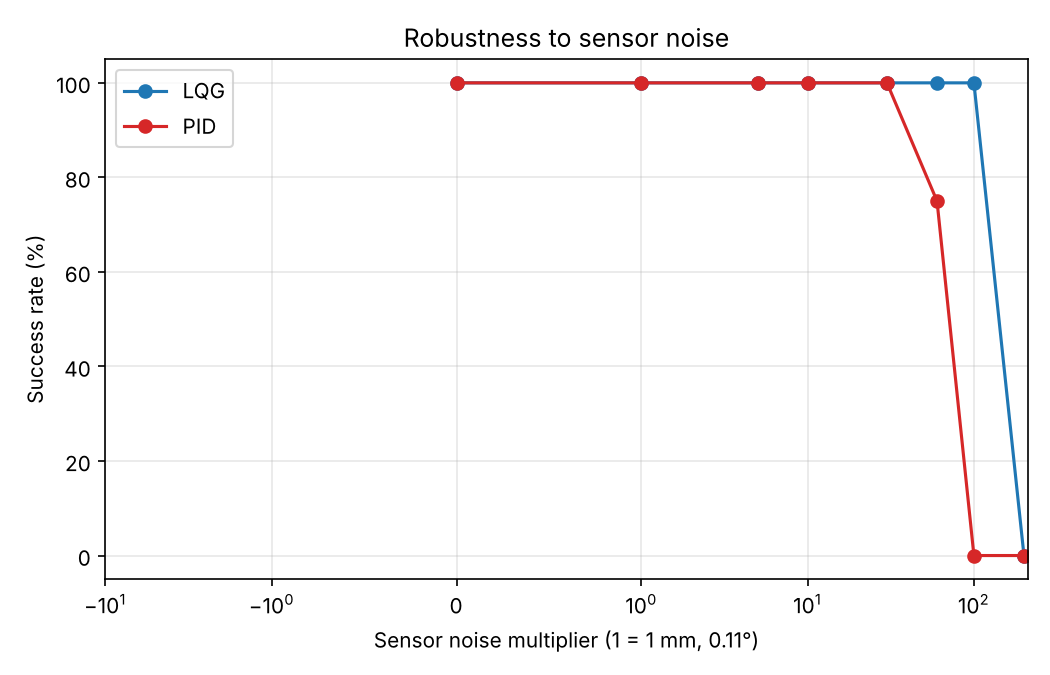 Robustness to sensor noise
LQG
PID
Success rate (%)
100
80
60
40
20
0
−10¹
−10⁰
0
10⁰
10¹
10²
Sensor noise multiplier (1 = 1 mm, 0.11°)